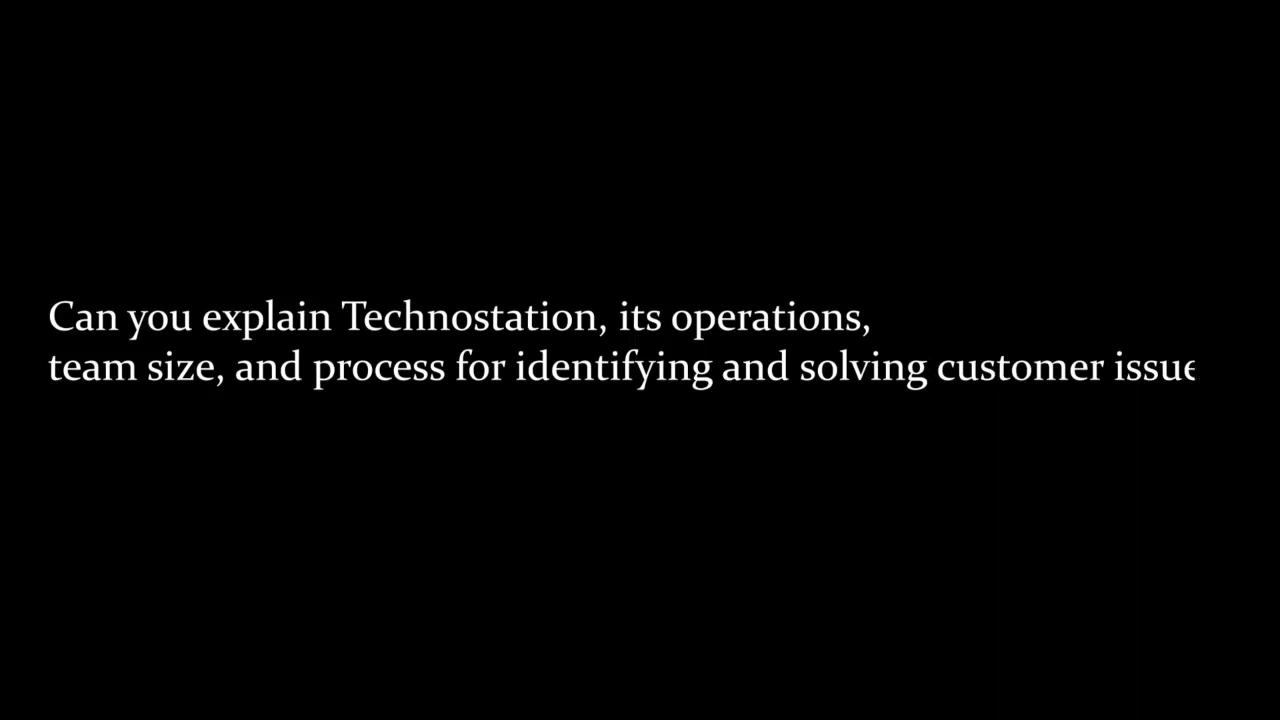 Can you explain Technostation, its operations,
team size, and process for identifying and solving customer issue